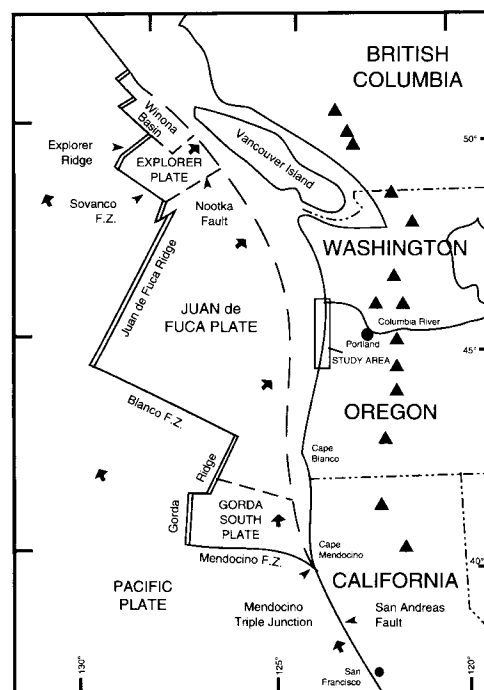 BRITISH
COLUMBIA
50°
Winona
Basin
Vancouver Island
Explorer
Ridge
EXPLORER
PLATE
Sovanco
F.Z.
Nootka
Fault
WASHINGTON
Juan de Fuca Ridge
JUAN de
FUCA PLATE
Columbia River
Portland
45°
STUDY AREA
Blanco F.Z.
OREGON
Cape
Blanco
Ridge
Gorda
GORDA
SOUTH
PLATE
Cape
Mendocino
Mendocino F.Z.
40°
CALIFORNIA
PACIFIC
PLATE
Mendocino
Triple Junction
San Andreas
Fault
San
Francisco
130°
125°
120°